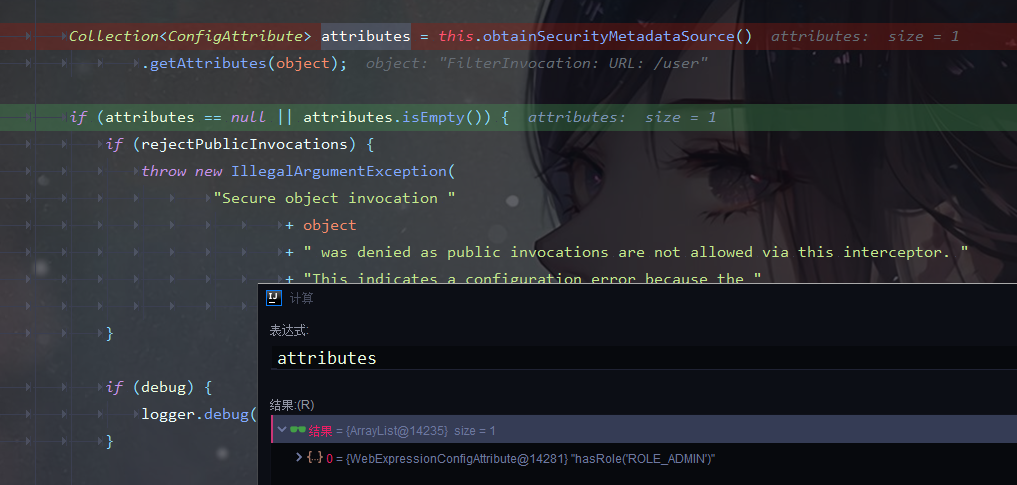 Collection<ConfigAttribute> attributes = this.obtainSecurityMetadataSource() attributes: size = 1
.getAttributes(object); object: "FilterInvocation: URL: /user"
if (attributes == null || attributes.isEmpty()) { attributes: size = 1
if (rejectPublicInvocations) {
throw new IllegalArgumentException(
"Secure object invocation "
+ object
+ " was denied as public invocations are not allowed via this interceptor. "
+ "This indicates a configuration error because the "
}
if (debug) {
logger.debug(
}
IJ 计算
表达式:
attributes
结果:(R)
结果 = {ArrayList@14235} size = 1
{...} 0 = {WebExpressionConfigAttribute@14281} "hasRole('ROLE_ADMIN')"